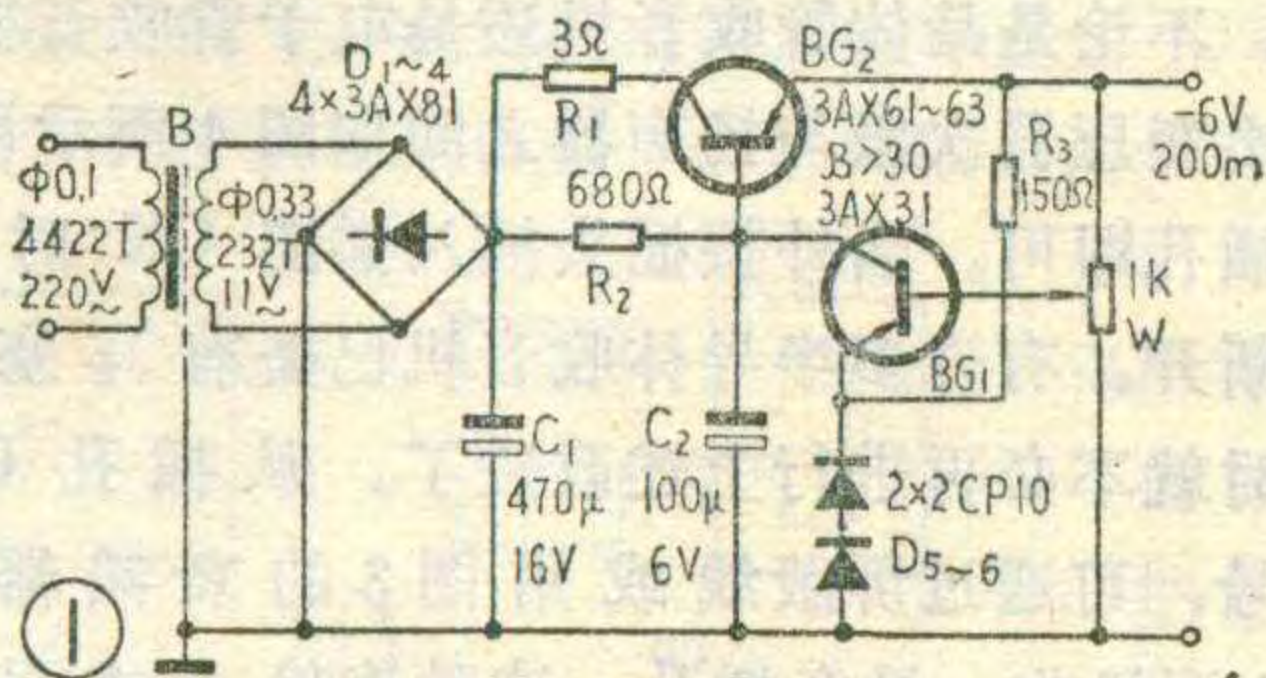 3Ω
R₁
BG₂
3AX61~63
β>30
3AX31
D₁~₄
4×3AX81
B
Φ0.1
4422T
220V~
Φ0.33
232T
11V~
680Ω
R₂
R₃
150Ω
-6V
200m
1K
W
BG₁
C₁
470μ
16V
C₂
100μ
6V
2×2CP10
D₅~₆
1